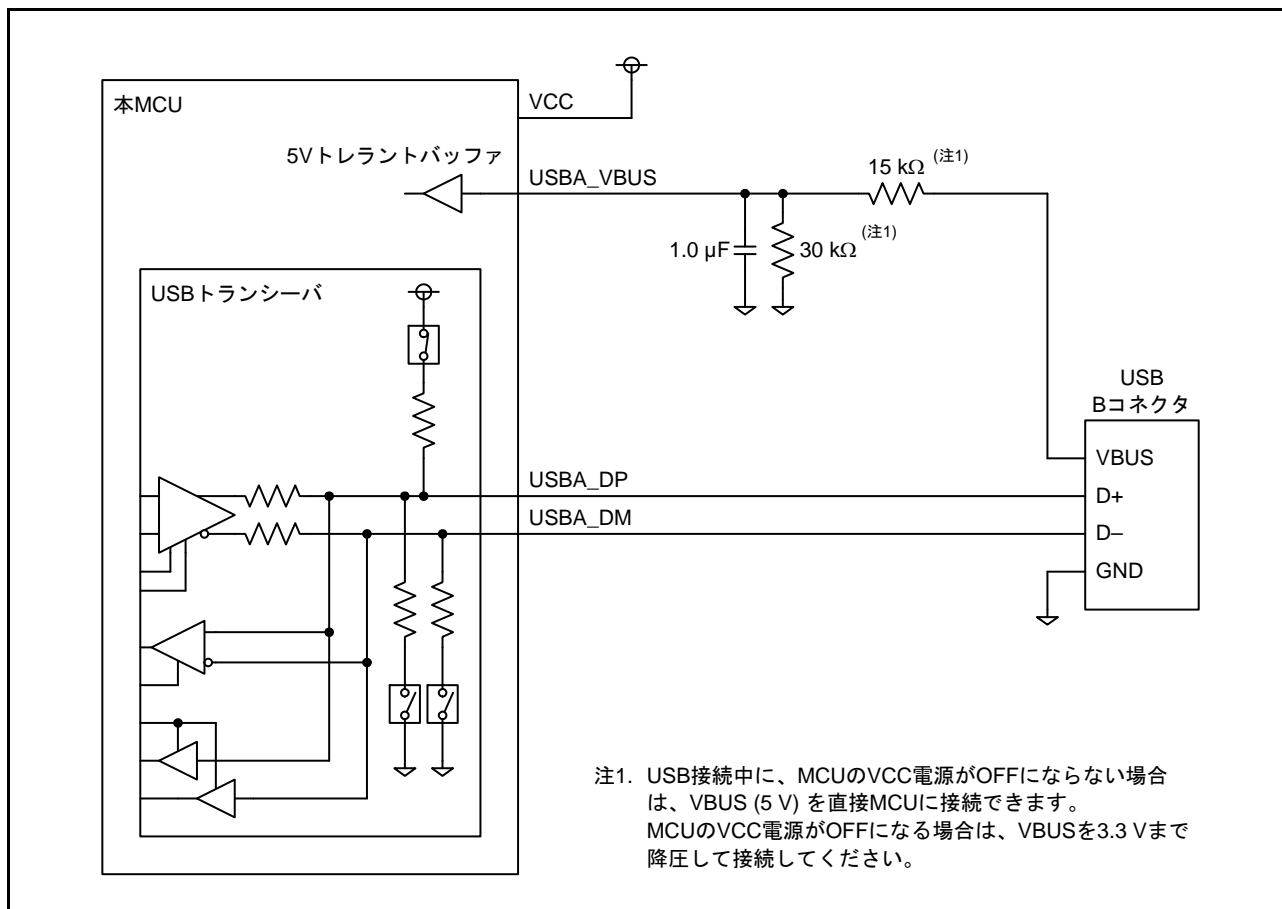 本MCU
VCC
5Vトレラントバッファ
USBA_VBUS
15 kΩ (注1)
1.0 µF
30 kΩ (注1)
USBトランシーバ
USB
Bコネクタ
VBUS
USBA_DP
D+
USBA_DM
D–
GND
注1. USB接続中に、MCUのVCC電源がOFFにならない場合
は、VBUS (5 V) を直接MCUに接続できます。
MCUのVCC電源がOFFになる場合は、VBUSを3.3 Vまで
降圧して接続してください。